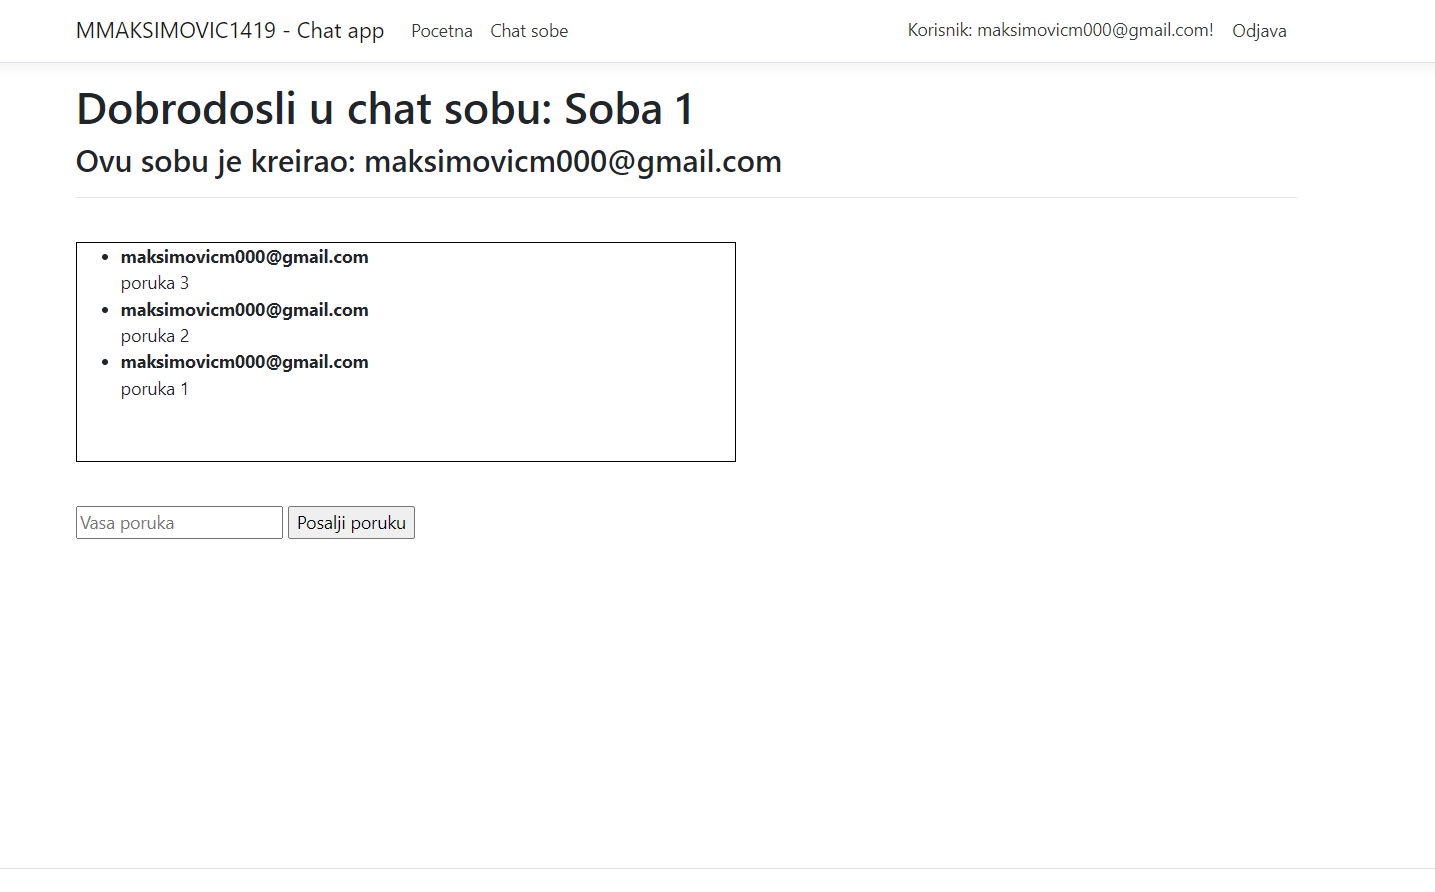 MMAKSIMOVIC1419 - Chat app Pocetna Chat sobe Korisnik: maksimovicm000@gmail.com! Odjava
Dobrodosli u chat sobu: Soba 1
Ovu sobu je kreirao: maksimovicm000@gmail.com
maksimovicm000@gmail.com
poruka 3
maksimovicm000@gmail.com
poruka 2
maksimovicm000@gmail.com
poruka 1
Vasa poruka Posalji poruku